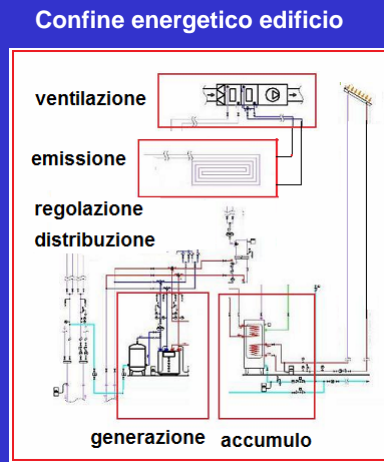 Confine energetico edificio
ventilazione
emissione
regolazione
distribuzione
generazione
accumulo